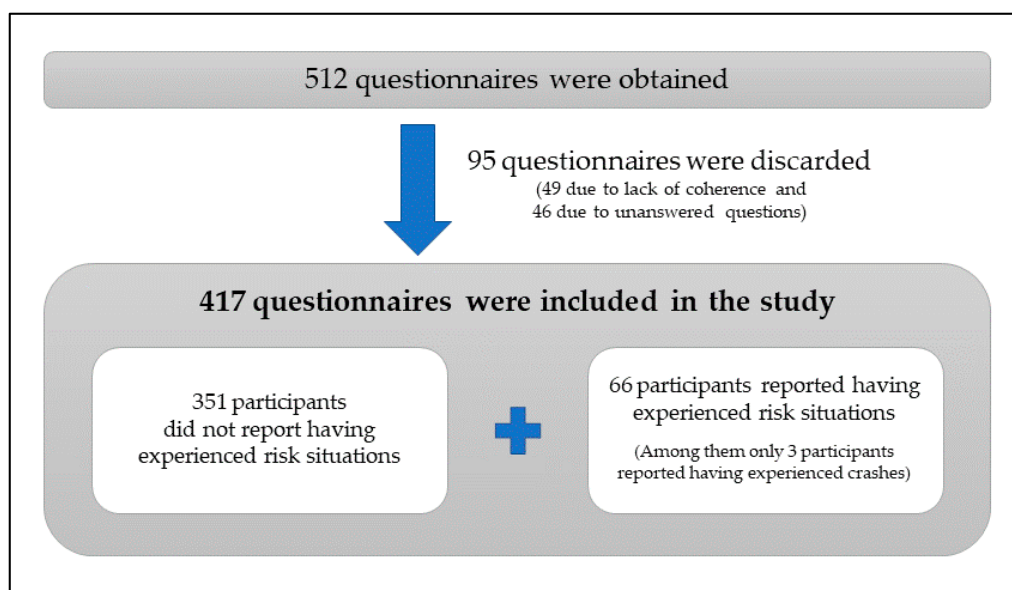 512 questionnaires were obtained
95 questionnaires were discarded
(49 due to lack of coherence and
46 due to unanswered questions)
417 questionnaires were included in the study
351 participants
did not report having
experienced risk situations
66 participants reported having
experienced risk situations
(Among them only 3 participants
reported having experienced crashes)